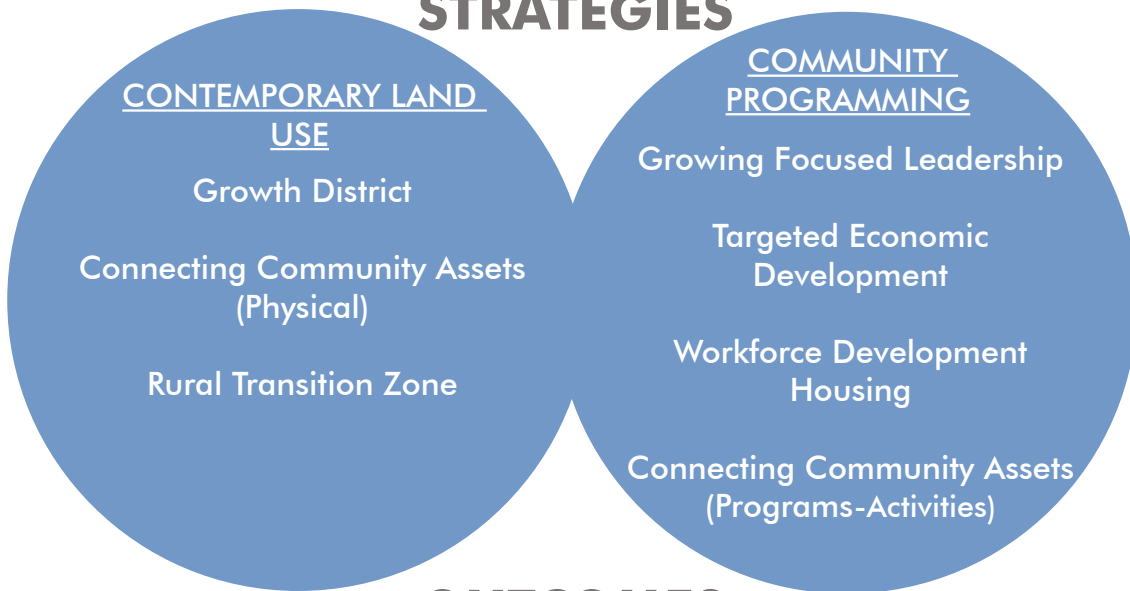 STRATEGIES
CONTEMPORARY LAND
USE
Growth District
Connecting Community Assets
(Physical)
Rural Transition Zone
COMMUNITY
PROGRAMMING
Growing Focused Leadership
Targeted Economic
Development
Workforce Development
Housing
Connecting Community Assets
(Programs-Activities)